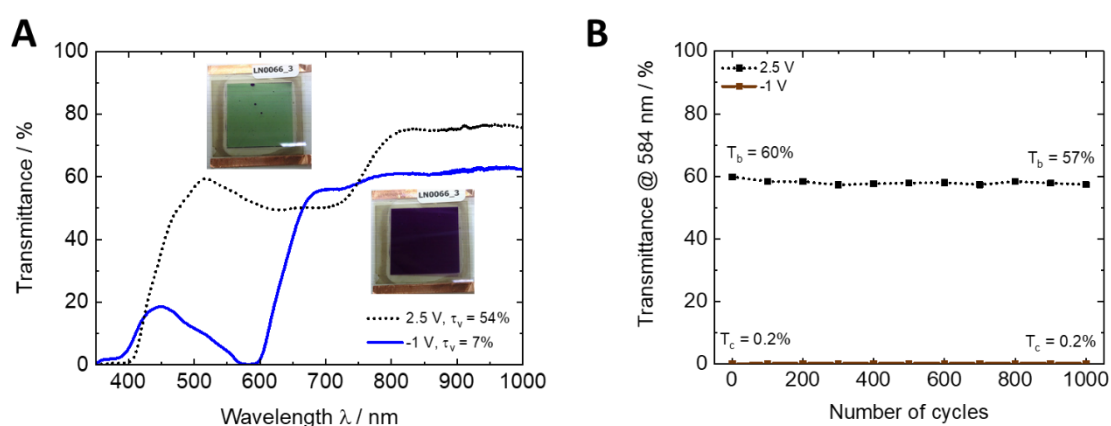 A
100
80
60
40
20
0
Transmittance / %
LN0066_3
LN0066_3
2.5 V, τv = 54%
-1 V, τv = 7%
400 500 600 700 800 900 1000
Wavelength λ / nm
B
100
80
60
40
20
0
Transmittance @ 584 nm / %
2.5 V
-1 V
Tb = 60%
Tb = 57%
Tc = 0.2%
Tc = 0.2%
0 200 400 600 800 1000
Number of cycles